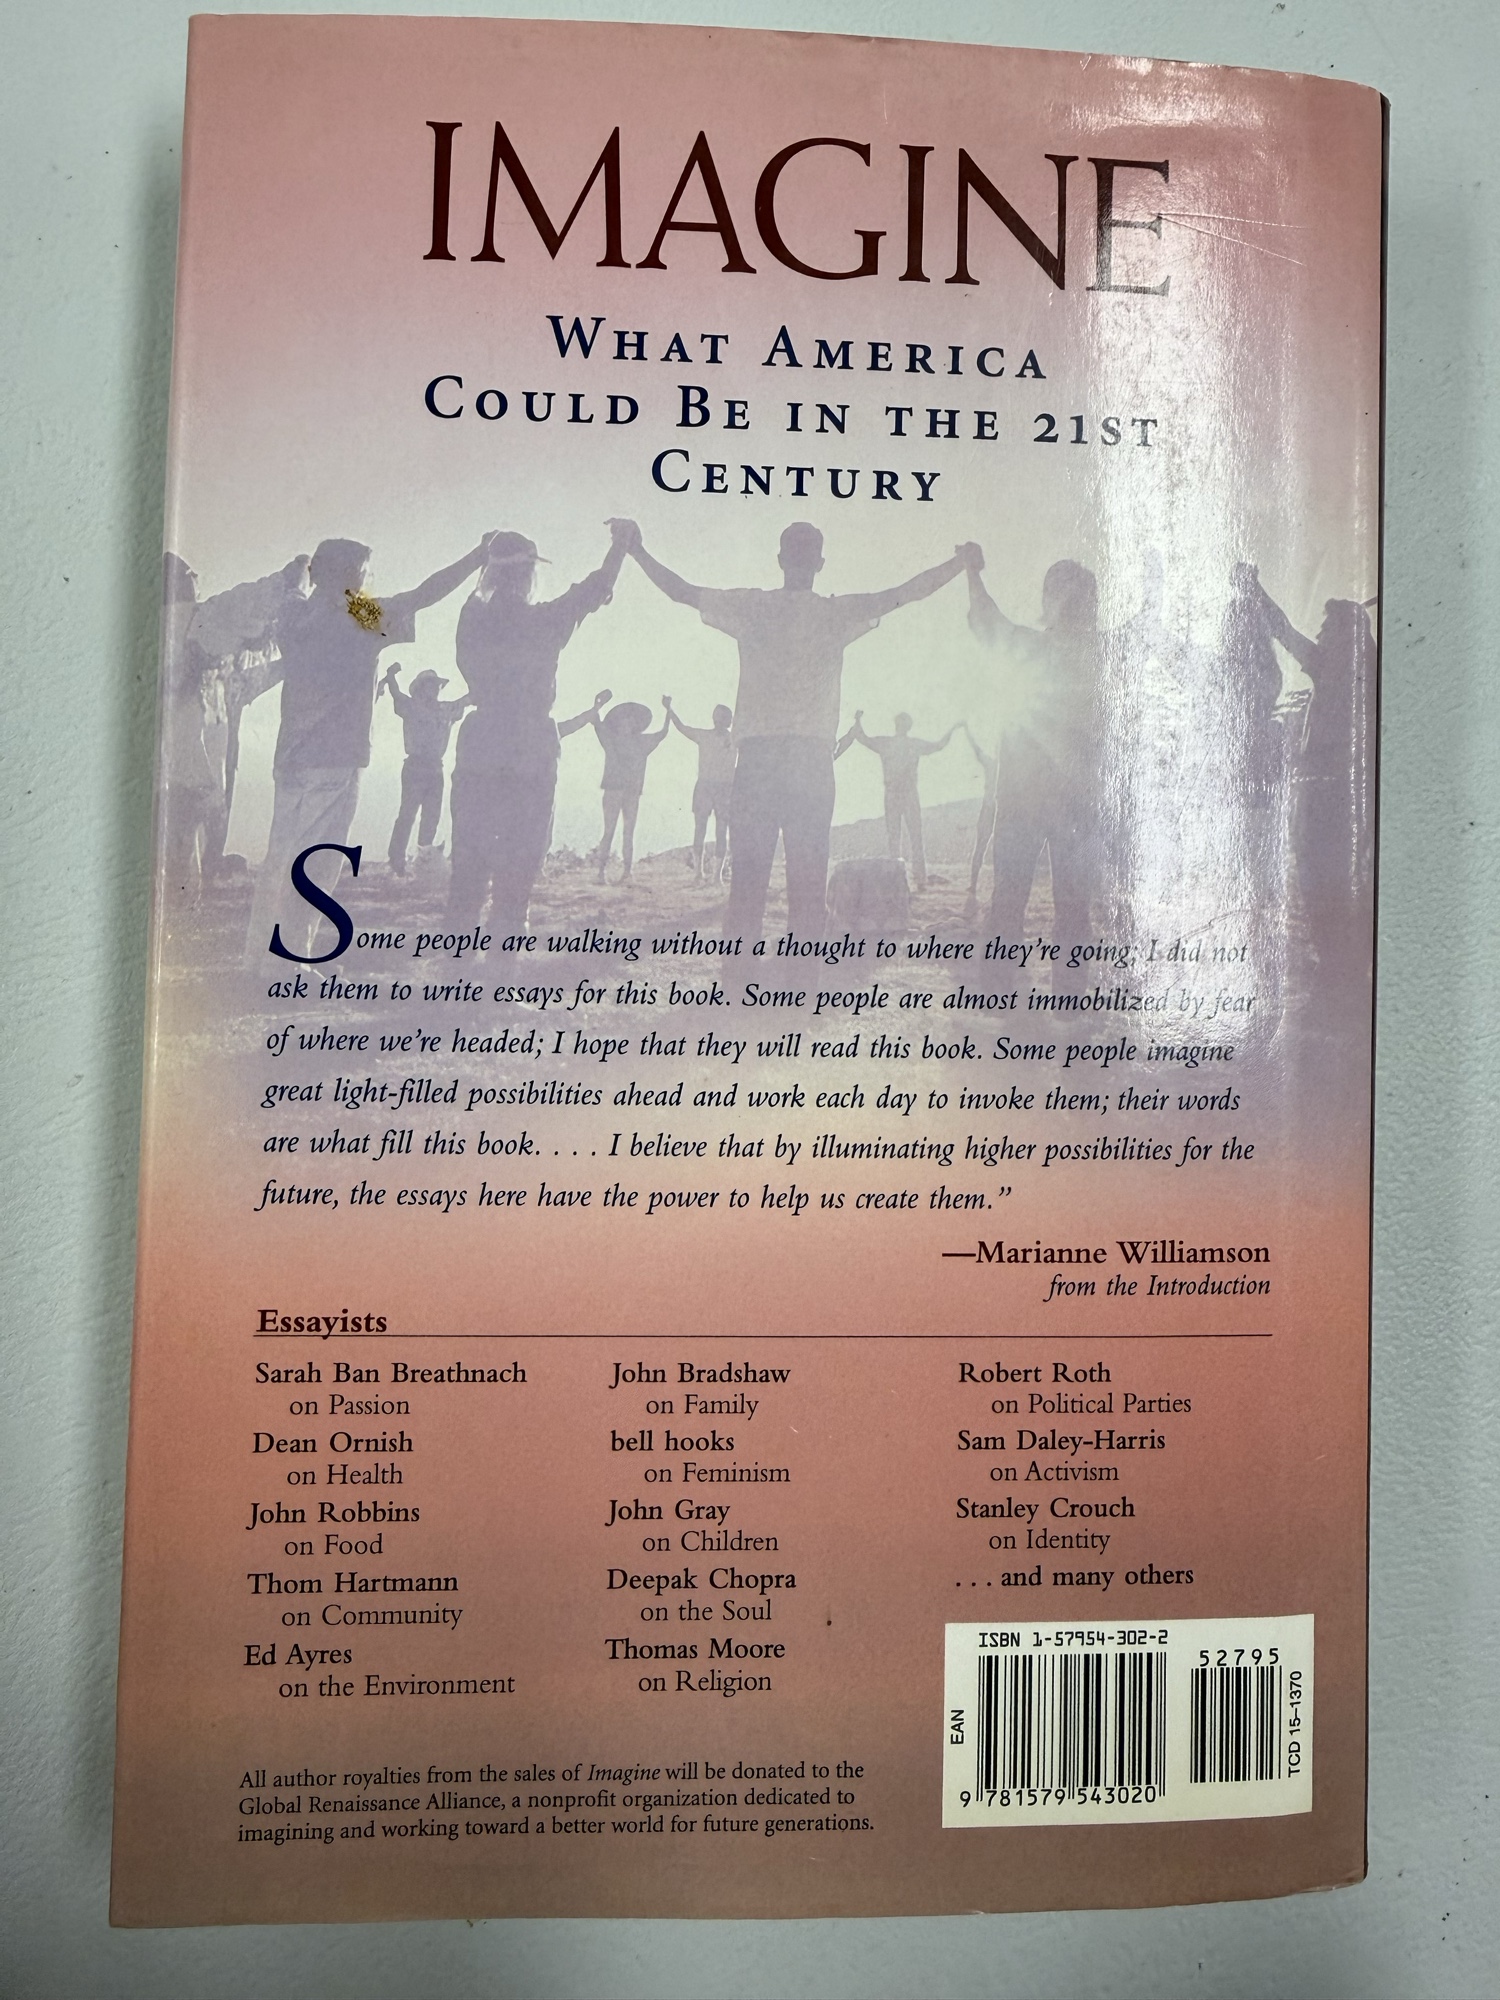 IMAGINE
WHAT AMERICA
COULD BE IN THE 21ST
CENTURY
Some people are walking without a thought to where they're going; I did not
ask them to write essays for this book. Some people are almost immobilized by fear
of where we're headed; I hope that they will read this book. Some people imagine
great light-filled possibilities ahead and work each day to invoke them; their words
are what fill this book. . . . I believe that by illuminating higher possibilities for the
future, the essays here have the power to help us create them.”
—Marianne Williamson
from the Introduction
Essayists
Sarah Ban Breathnach
on Passion
Dean Ornish
on Health
John Robbins
on Food
Thom Hartmann
on Community
Ed Ayres
on the Environment
John Bradshaw
on Family
bell hooks
on Feminism
John Gray
on Children
Deepak Chopra
on the Soul
Thomas Moore
on Religion
Robert Roth
on Political Parties
Sam Daley-Harris
on Activism
Stanley Crouch
on Identity
. . . and many others
All author royalties from the sales of Imagine will be donated to the
Global Renaissance Alliance, a nonprofit organization dedicated to
imagining and working toward a better world for future generations.
ISBN 1-57954-302-2
52795
EAN
9 781579 543020
TCD 15-1370